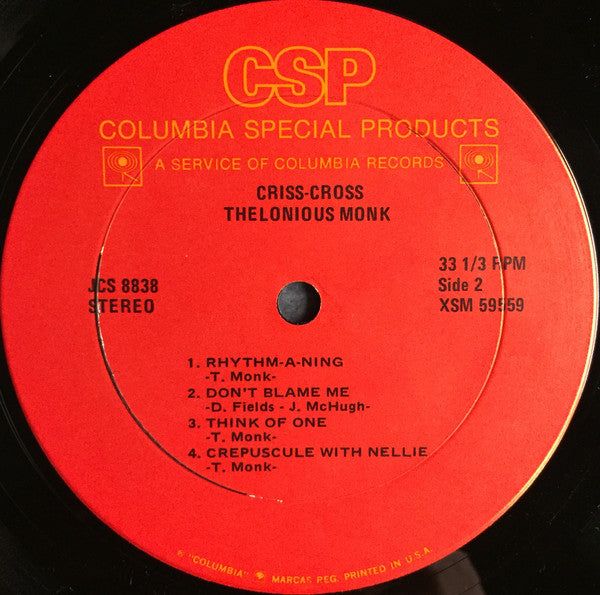 CSP
COLUMBIA SPECIAL PRODUCTS
A SERVICE OF COLUMBIA RECORDS
CRISS-CROSS
THELONIOUS MONK
JCS 8838
STEREO
33 1/3 RPM
Side 2
XSM 59559
1. RHYTHM-A-NING
-T. Monk-
2. DON'T BLAME ME
-D. Fields - J. McHugh-
3. THINK OF ONE
-T. Monk-
4. CREPUSCULE WITH NELLIE
-T. Monk-
® "COLUMBIA" MARCAS REG. PRINTED IN U.S.A.